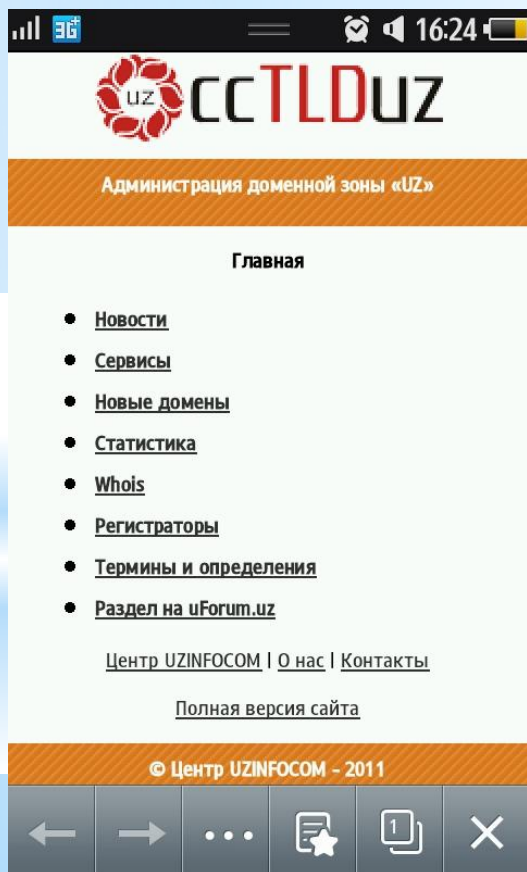 3G+
16:24
uz ccTLDuz
Администрация доменной зоны «UZ»
Главная
• Новости
• Сервисы
• Новые домены
• Статистика
• Whois
• Регистраторы
• Термины и определения
• Раздел на uForum.uz
Центр UZINFOCOM | О нас | Контакты
Полная версия сайта
© Центр UZINFOCOM - 2011
1